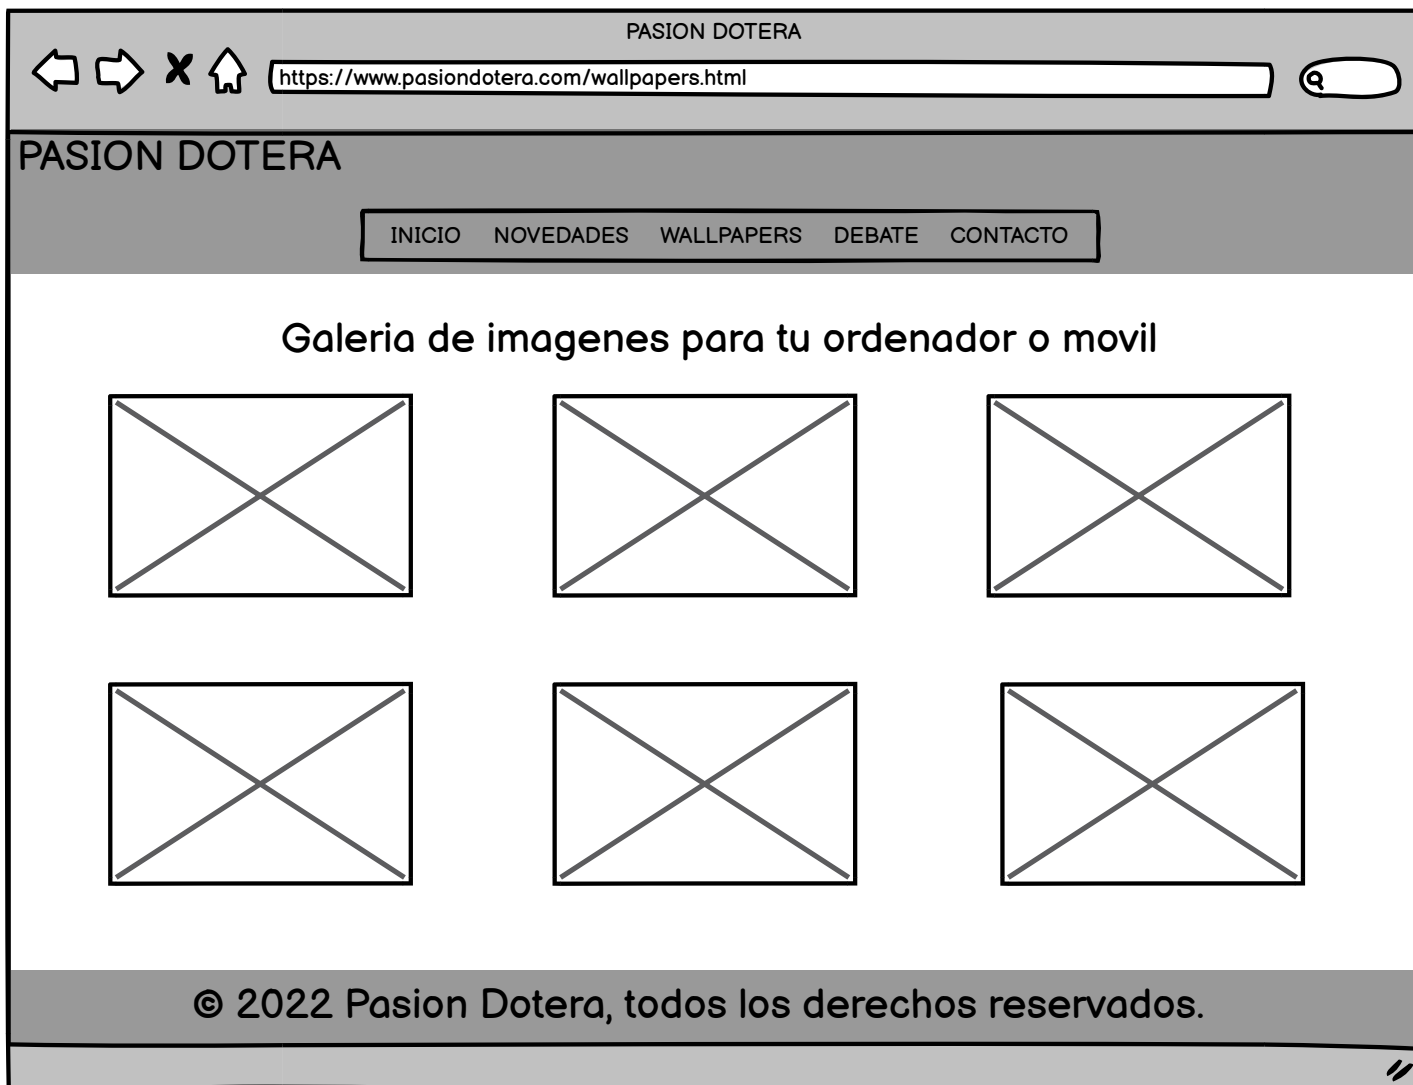 PASION DOTERA
https://www.pasiondotera.com/wallpapers.html
PASION DOTERA
INICIO NOVEDADES WALLPAPERS DEBATE CONTACTO
Galeria de imagenes para tu ordenador o movil
© 2022 Pasion Dotera, todos los derechos reservados.